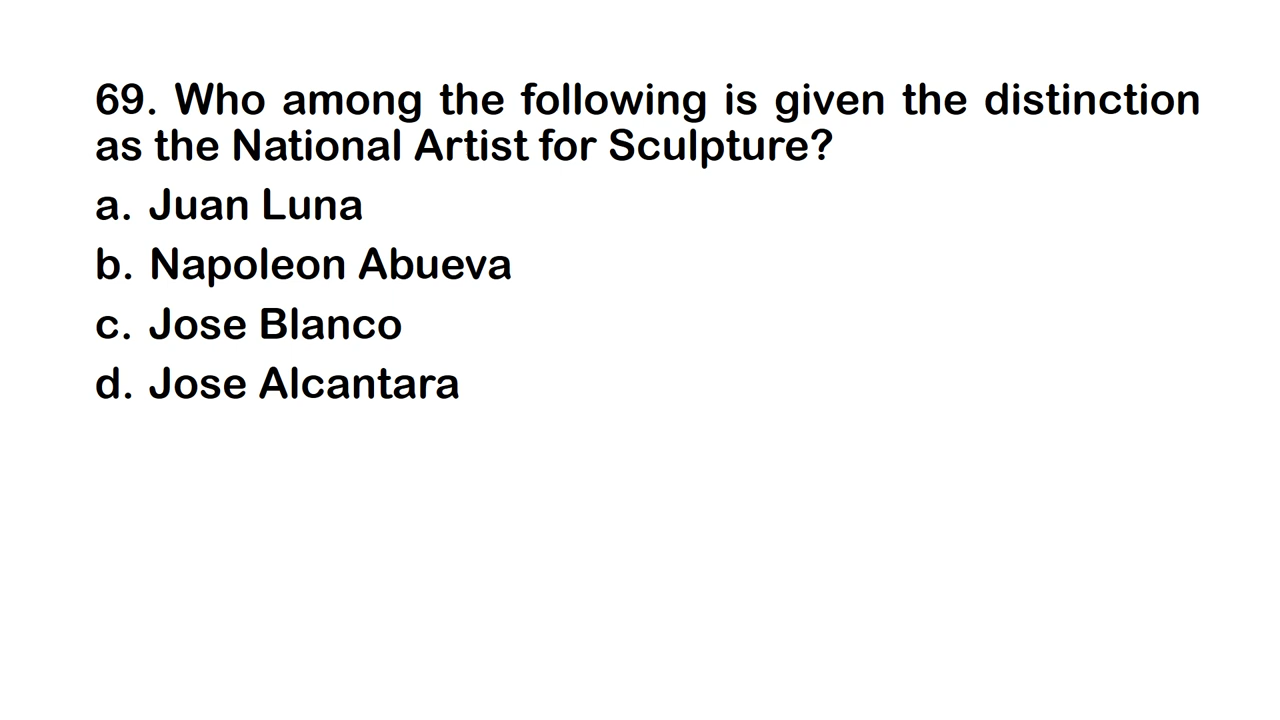 69. Who among the following is given the distinction
as the National Artist for Sculpture?
a. Juan Luna
b. Napoleon Abueva
c. Jose Blanco
d. Jose Alcantara